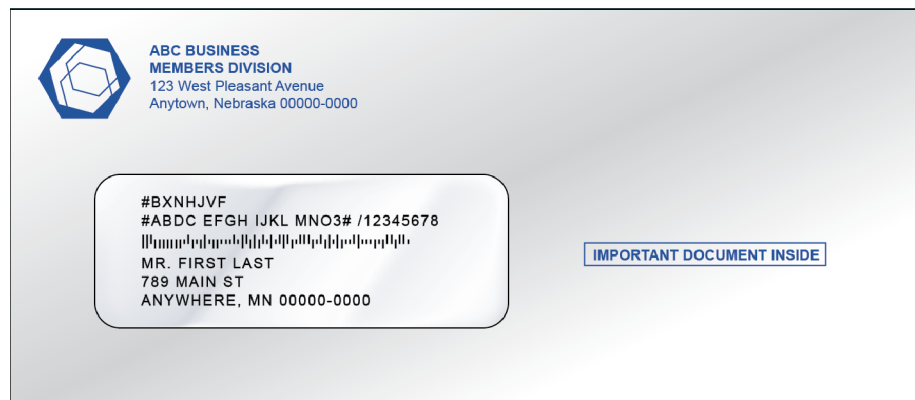 ABC BUSINESS
MEMBERS DIVISION
123 West Pleasant Avenue
Anytown, Nebraska 00000-0000
#BXNHJVF
#ABDC EFGH IJKL MNO3# /12345678
MR. FIRST LAST
789 MAIN ST
ANYWHERE, MN 00000-0000
IMPORTANT DOCUMENT INSIDE